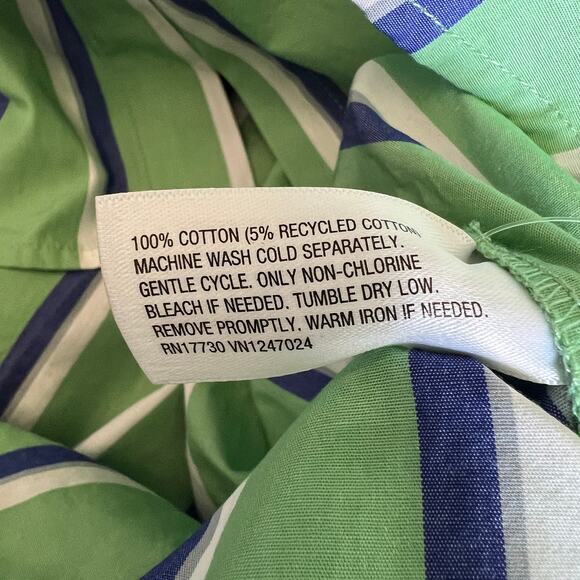 100% COTTON (5% RECYCLED COTTON)
MACHINE WASH COLD SEPARATELY.
GENTLE CYCLE. ONLY NON-CHLORINE
BLEACH IF NEEDED. TUMBLE DRY LOW.
REMOVE PROMPTLY. WARM IRON IF NEEDED.
RN17730 VN1247024